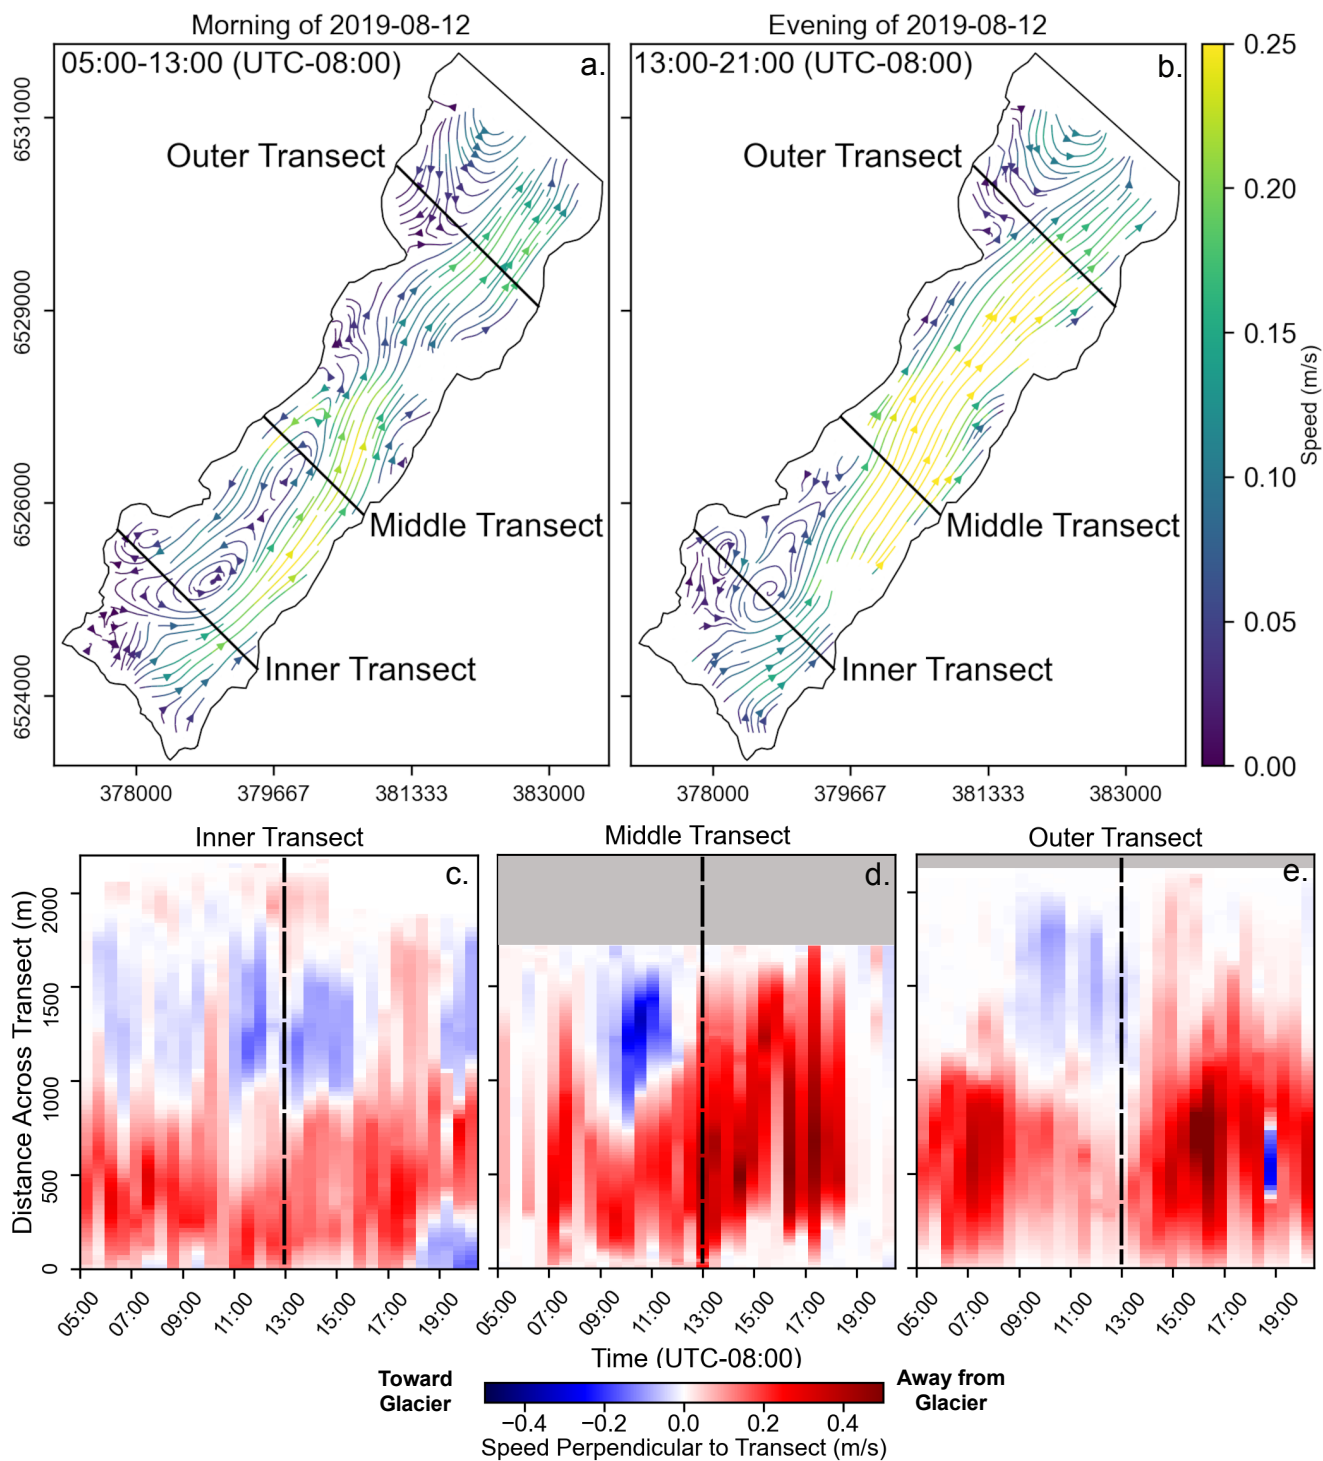 Morning of 2019-08-12
Evening of 2019-08-12
05:00-13:00 (UTC-08:00)
a.
13:00-21:00 (UTC-08:00)
b.
Outer Transect
Middle Transect
Inner Transect
Outer Transect
Middle Transect
Inner Transect
6531000
6529000
6526000
6524000
378000
379667
381333
383000
378000
379667
381333
383000
0.25
0.20
0.15
0.10
0.05
0.00
Speed (m/s)
Inner Transect
Middle Transect
Outer Transect
c.
d.
e.
Distance Across Transect (m)
2000
1500
1000
500
0
05:00
07:00
09:00
11:00
13:00
15:00
17:00
19:00
05:00
07:00
09:00
11:00
13:00
15:00
17:00
19:00
05:00
07:00
09:00
11:00
13:00
15:00
17:00
19:00
Time (UTC-08:00)
Toward
Glacier
Away from
Glacier
−0.4
−0.2
0.0
0.2
0.4
Speed Perpendicular to Transect (m/s)